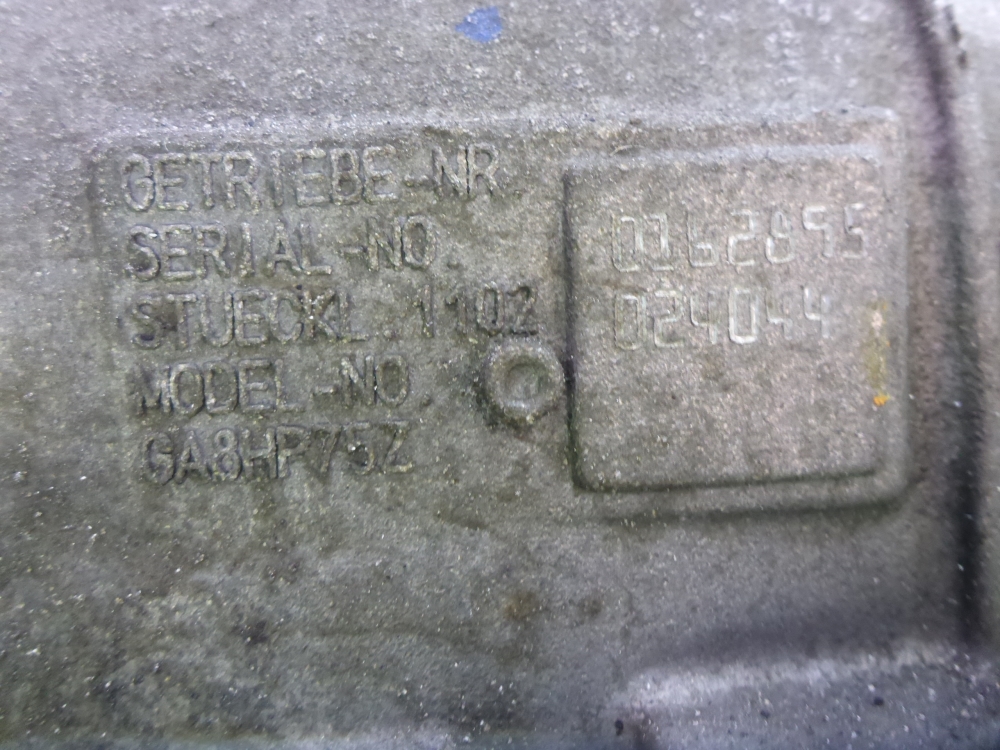 GETRIEBE-NR.
SERIAL-NO.
0162895
STUECKL. 1102
024044
MODEL-NO.
GA8HP75Z